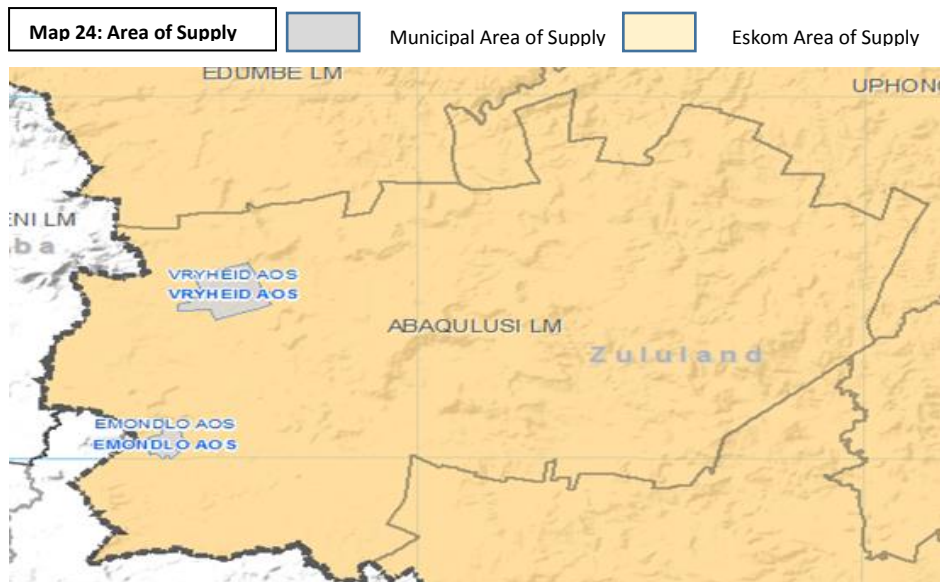 Map 24: Area of Supply
Municipal Area of Supply
Eskom Area of Supply
EDUMBE LM
UPHONG
ENI LM
ba
VRYHEID AOS
VRYHEID AOS
ABAQULUSI LM
Zululand
EMONDLO AOS
EMONDLO AOS